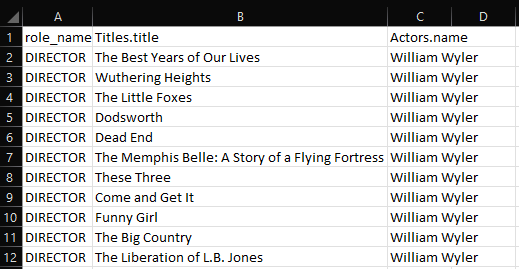 A B C D
1 role_name Titles.title Actors.name
2 DIRECTOR The Best Years of Our Lives William Wyler
3 DIRECTOR Wuthering Heights William Wyler
4 DIRECTOR The Little Foxes William Wyler
5 DIRECTOR Dodsworth William Wyler
6 DIRECTOR Dead End William Wyler
7 DIRECTOR The Memphis Belle: A Story of a Flying Fortress William Wyler
8 DIRECTOR These Three William Wyler
9 DIRECTOR Come and Get It William Wyler
10 DIRECTOR Funny Girl William Wyler
11 DIRECTOR The Big Country William Wyler
12 DIRECTOR The Liberation of L.B. Jones William Wyler